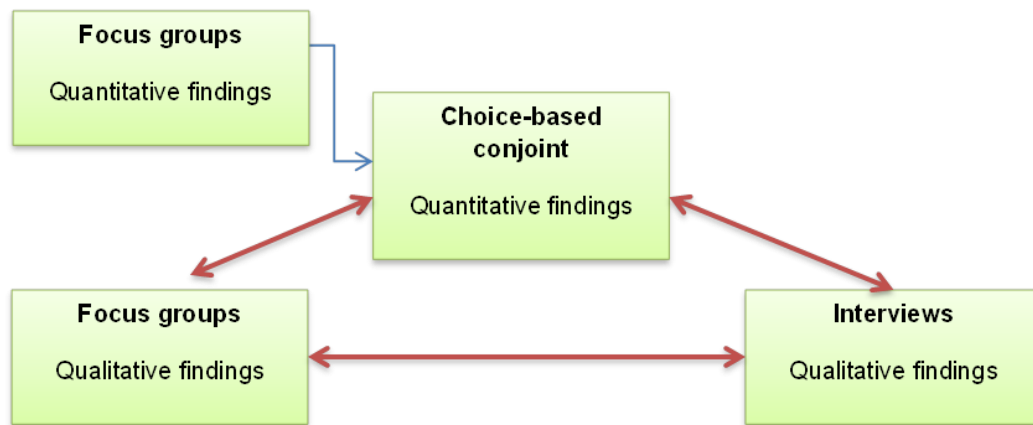 Focus groups
Quantitative findings
Choice-based
conjoint
Quantitative findings
Focus groups
Qualitative findings
Interviews
Qualitative findings